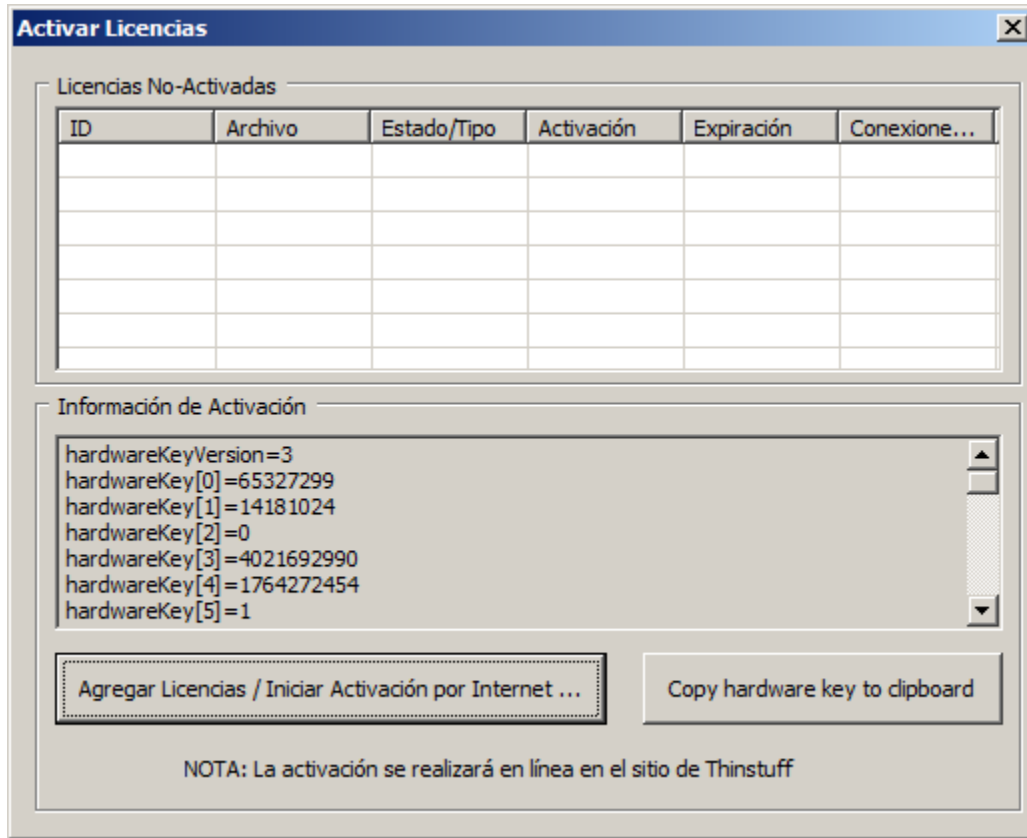 Activar Licencias
Licencias No-Activadas
ID Archivo Estado/Tipo Activación Expiración Conexione...
Información de Activación
hardwareKeyVersion=3
hardwareKey[0]=65327299
hardwareKey[1]=14181024
hardwareKey[2]=0
hardwareKey[3]=4021692990
hardwareKey[4]=1764272454
hardwareKey[5]=1
Agregar Licencias / Iniciar Activación por Internet ... Copy hardware key to clipboard
NOTA: La activación se realizará en línea en el sitio de Thinstuff